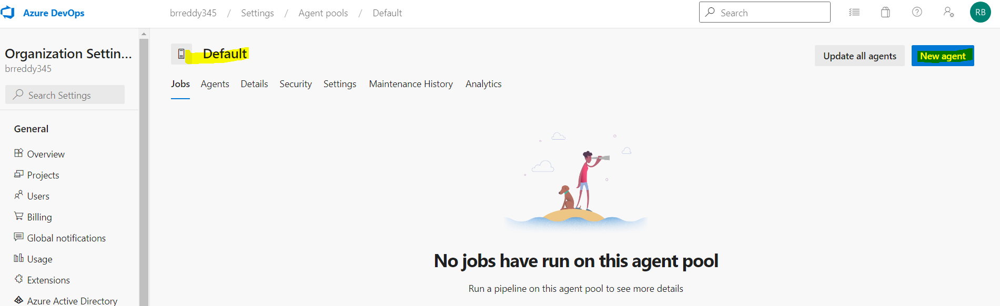 Azure DevOps
brreddy345 / Settings / Agent pools / Default
Search
RB
Organization Settin...
brreddy345
Search Settings
General
Overview
Projects
Users
Billing
Global notifications
Usage
Extensions
Azure Active Directory
Default
Update all agents
New agent
Jobs Agents Details Security Settings Maintenance History Analytics
No jobs have run on this agent pool
Run a pipeline on this agent pool to see more details